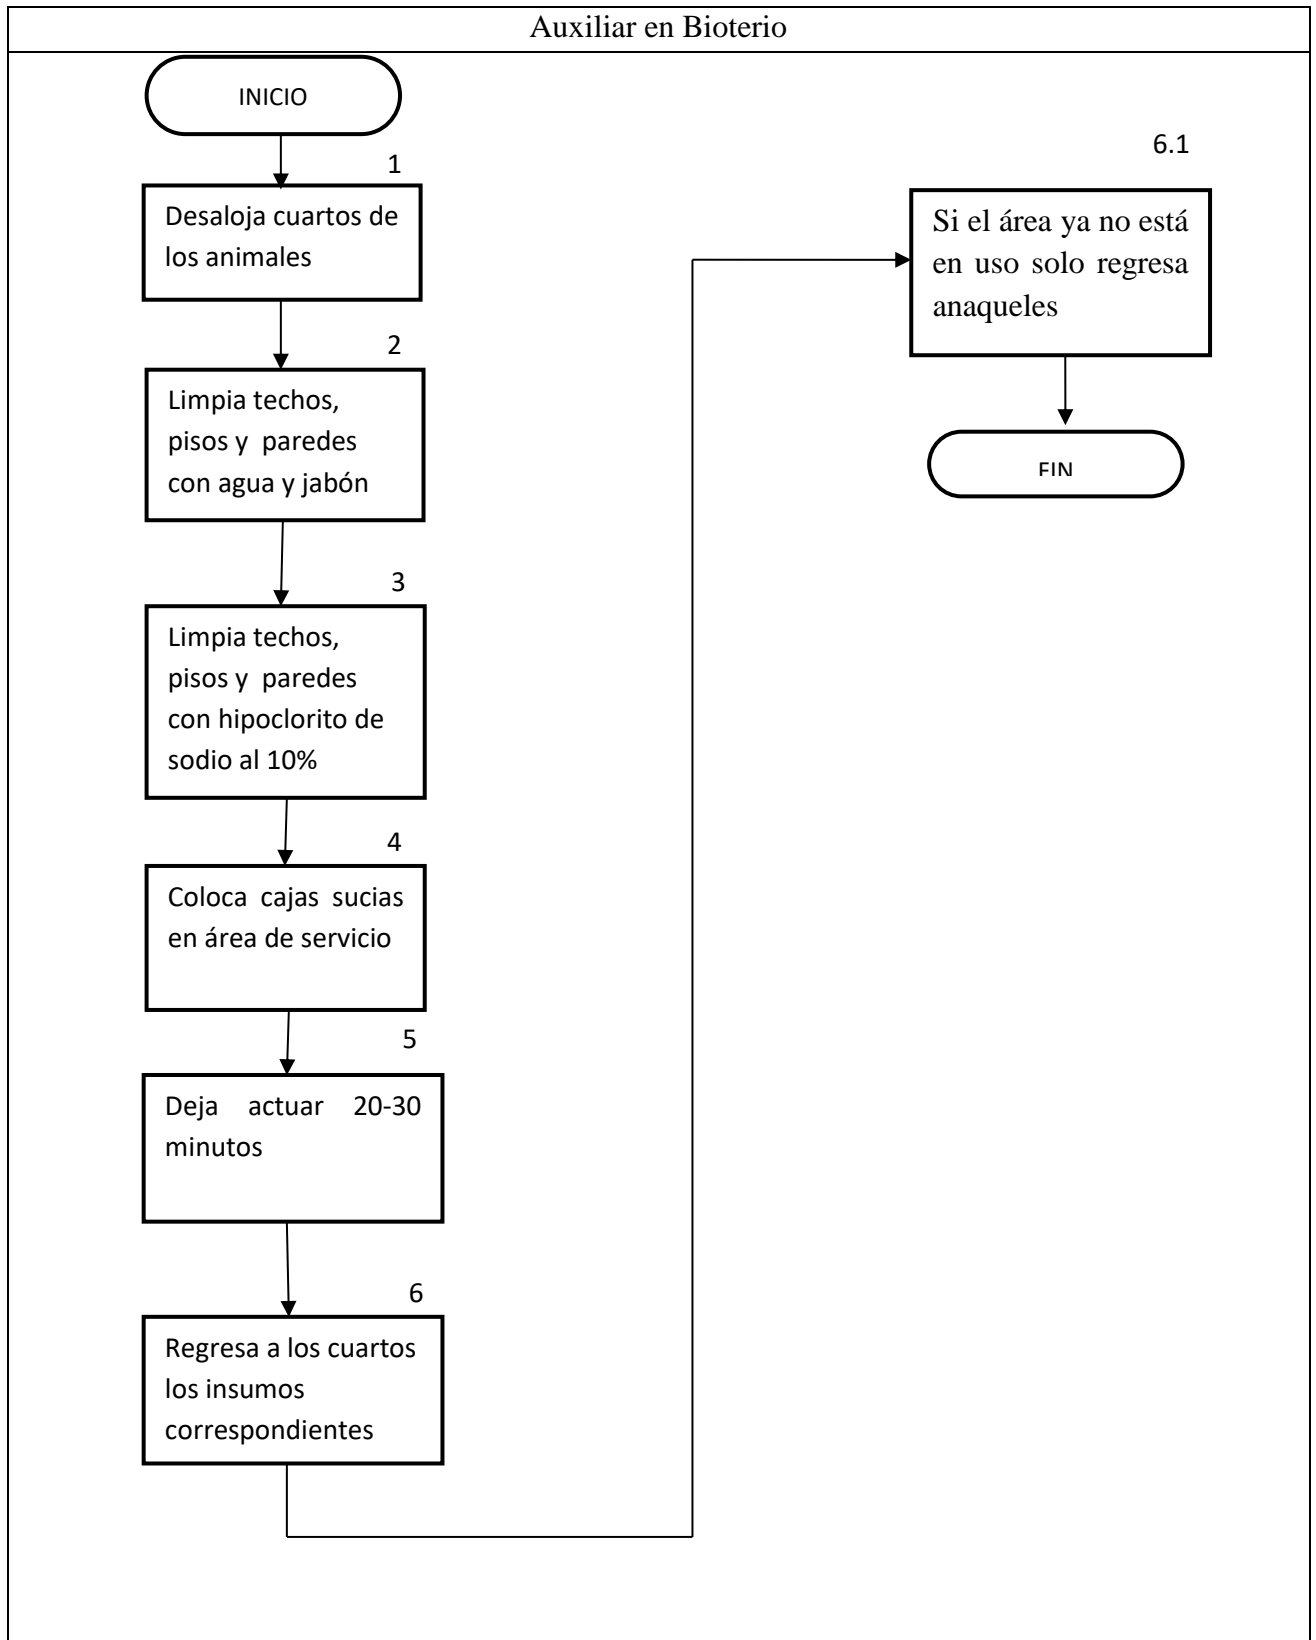 Auxiliar en Bioterio
INICIO
1
Desaloja cuartos de
los animales
2
Limpia techos,
pisos y paredes
con agua y jabón
3
Limpia techos,
pisos y paredes
con hipoclorito de
sodio al 10%
4
Coloca cajas sucias
en área de servicio
5
Deja actuar 20-30
minutos
6
Regresa a los cuartos
los insumos
correspondientes
6.1
Si el área ya no está
en uso solo regresa
anaqueles
FIN